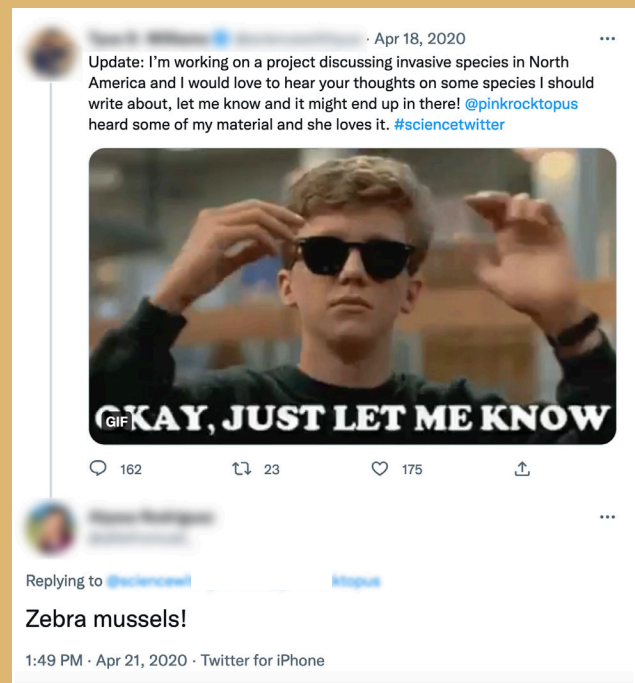 · Apr 18, 2020
Update: I’m working on a project discussing invasive species in North
America and I would love to hear your thoughts on some species I should
write about, let me know and it might end up in there! @pinkrocktopus
heard some of my material and she loves it. #sciencetwitter
OKAY, JUST LET ME KNOW
GIF
162 23 175
Replying to
Zebra mussels!
1:49 PM · Apr 21, 2020 · Twitter for iPhone